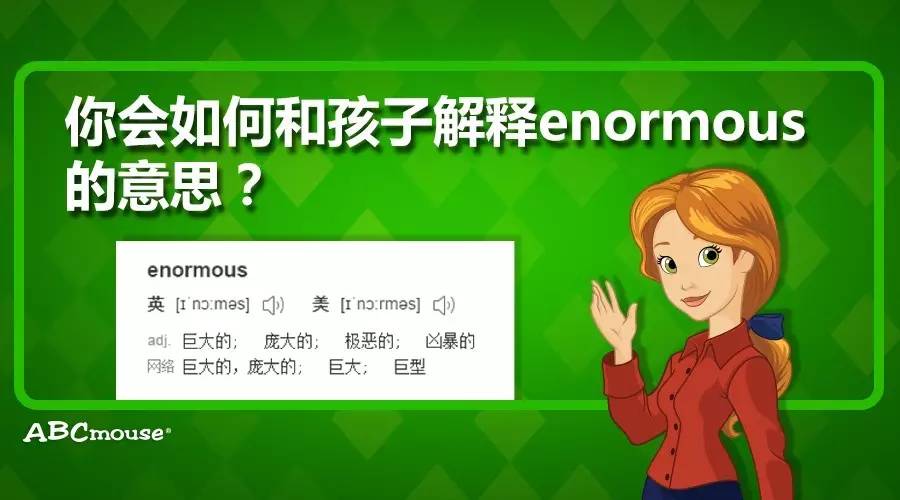 你会如何和孩子解释enormous
的意思？
enormous
英 [ɪˈnɔːməs] 美 [ɪˈnɔːrməs]
adj. 巨大的； 庞大的； 极恶的； 凶暴的
网络 巨大的，庞大的； 巨大； 巨型
ABCmouse®